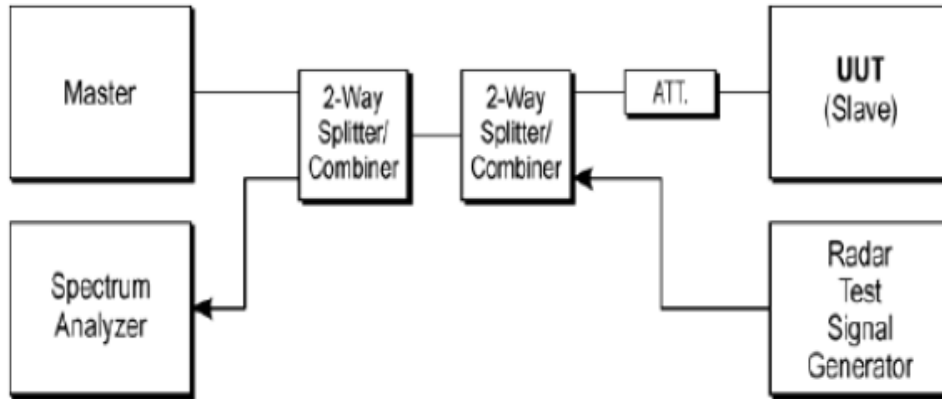 Master
2-Way
Splitter/
Combiner
2-Way
Splitter/
Combiner
ATT.
UUT
(Slave)
Spectrum
Analyzer
Radar
Test
Signal
Generator